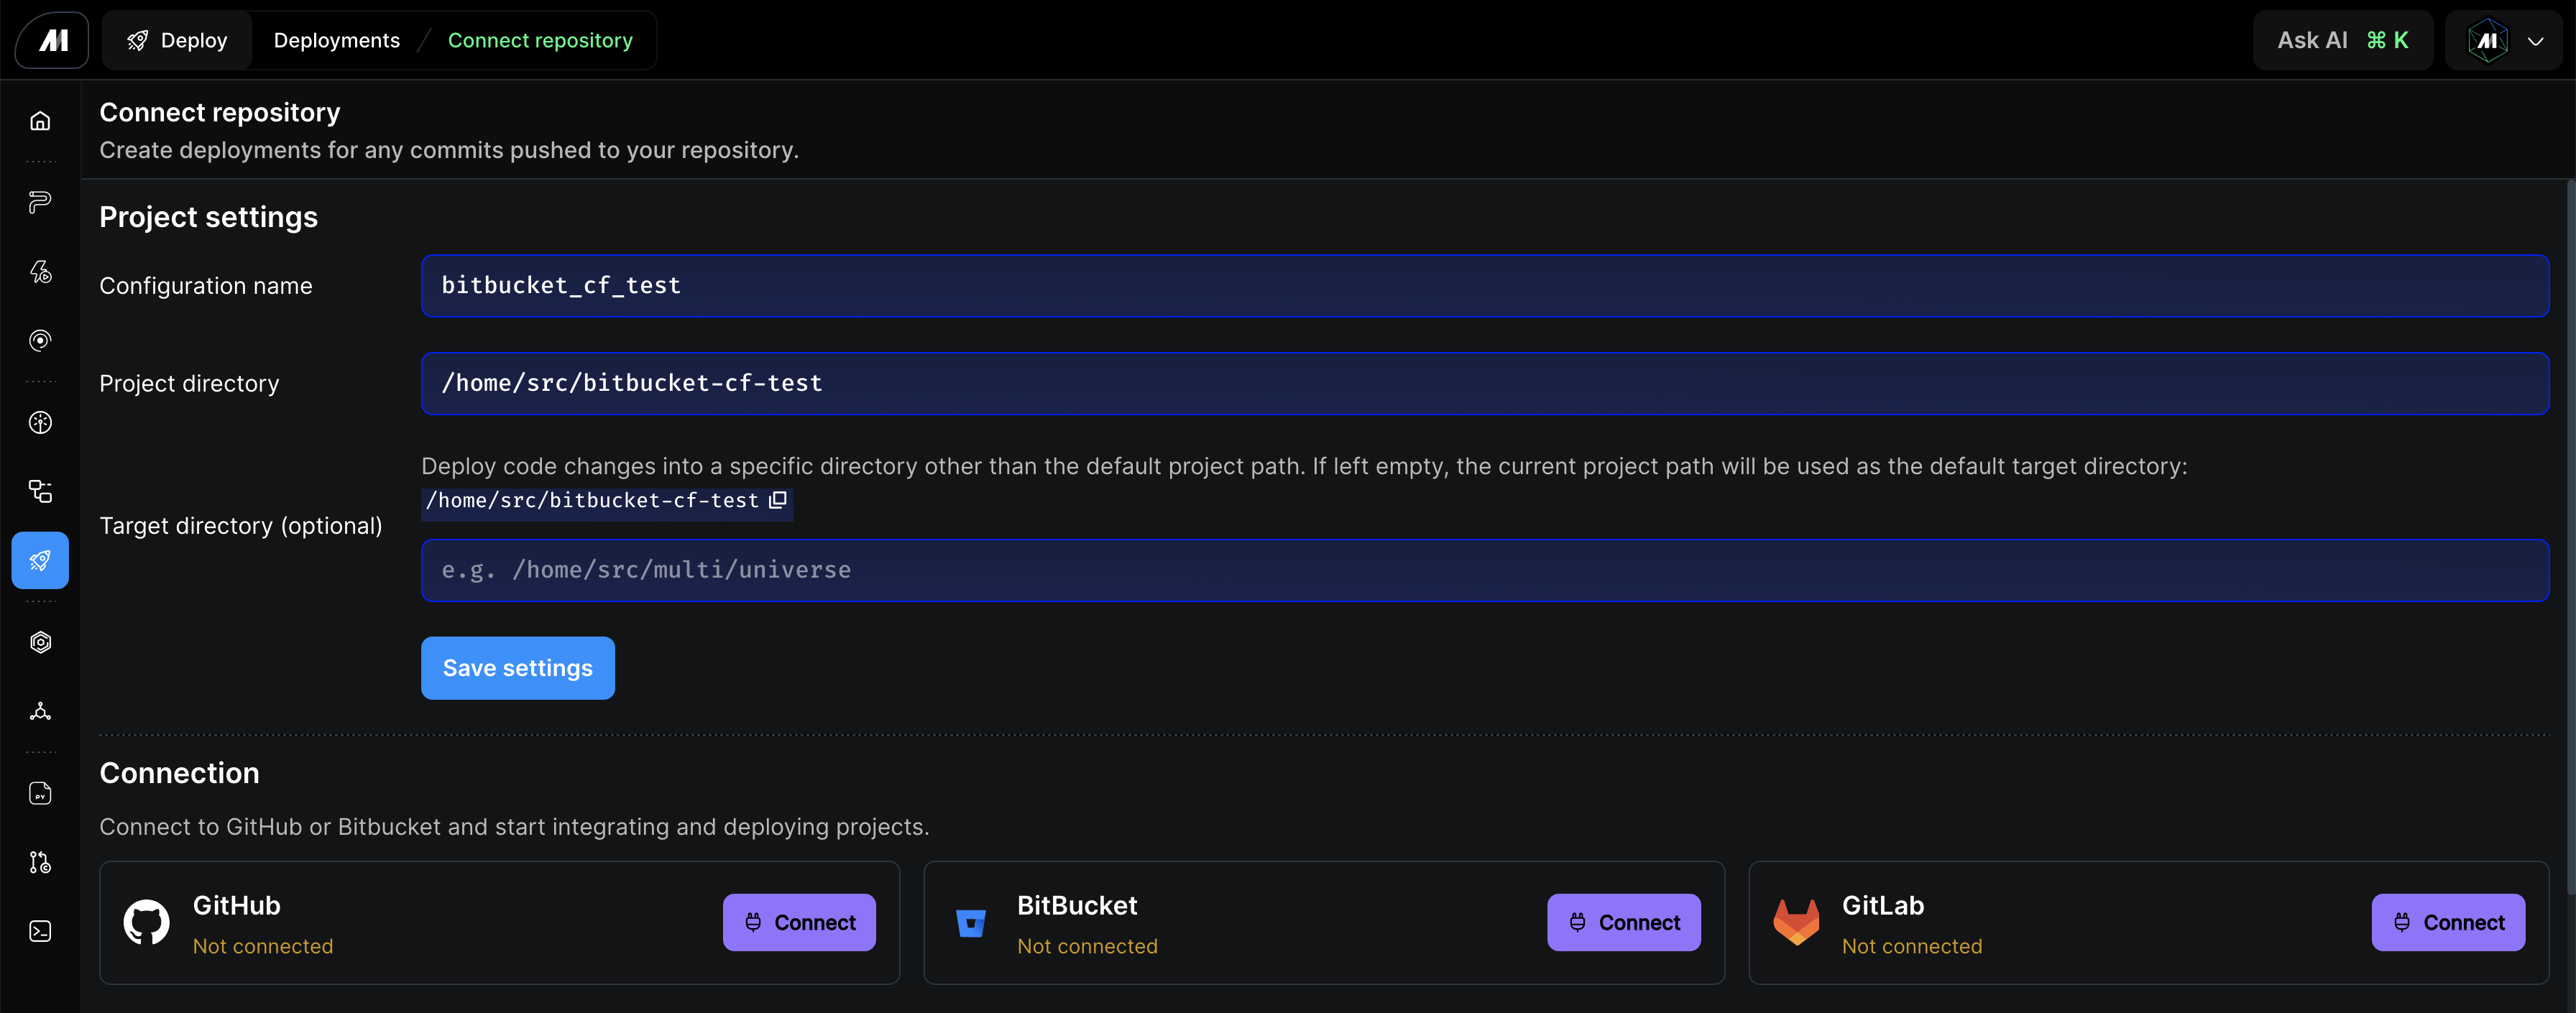 Deploy
Deployments / Connect repository
Ask AI ⌘ K
Connect repository
Create deployments for any commits pushed to your repository.
Project settings
Configuration name
bitbucket_cf_test
Project directory
/home/src/bitbucket-cf-test
Target directory (optional)
Deploy code changes into a specific directory other than the default project path. If left empty, the current project path will be used as the default target directory:
/home/src/bitbucket-cf-test
e.g. /home/src/multi/universe
Save settings
Connection
Connect to GitHub or Bitbucket and start integrating and deploying projects.
GitHub
Not connected
Connect
BitBucket
Not connected
Connect
GitLab
Not connected
Connect
PY